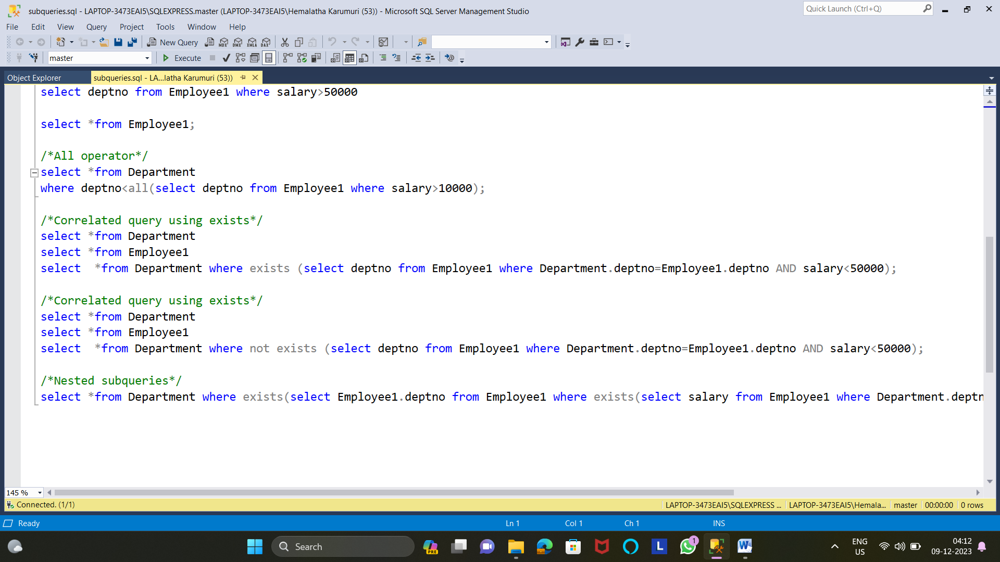 subqueries.sql - LAPTOP-3473EAI5\SQLEXPRESS.master (LAPTOP-3473EAI5\Hemalatha Karumuri (53)) - Microsoft SQL Server Management Studio
Quick Launch (Ctrl+Q)
File Edit View Query Project Tools Window Help
New Query MDX DMX XMLA DAX
master Execute
Object Explorer subqueries.sql - LA...latha Karumuri (53))
select deptno from Employee1 where salary>50000
select *from Employee1;
/*All operator*/
select *from Department
where deptno<all(select deptno from Employee1 where salary>10000);
/*Correlated query using exists*/
select *from Department
select *from Employee1
select  *from Department where exists (select deptno from Employee1 where Department.deptno=Employee1.deptno AND salary<50000);
/*Correlated query using exists*/
select *from Department
select *from Employee1
select  *from Department where not exists (select deptno from Employee1 where Department.deptno=Employee1.deptno AND salary<50000);
/*Nested subqueries*/
select *from Department where exists(select Employee1.deptno from Employee1 where exists(select salary from Employee1 where Department.deptn
145 %
Connected. (1/1) LAPTOP-3473EAI5\SQLEXPRESS ... LAPTOP-3473EAI5\Hemala... master 00:00:00 0 rows
Ready Ln 1 Col 1 Ch 1 INS
Search PRE L 1 W ENG 04:12
US 09-12-2023